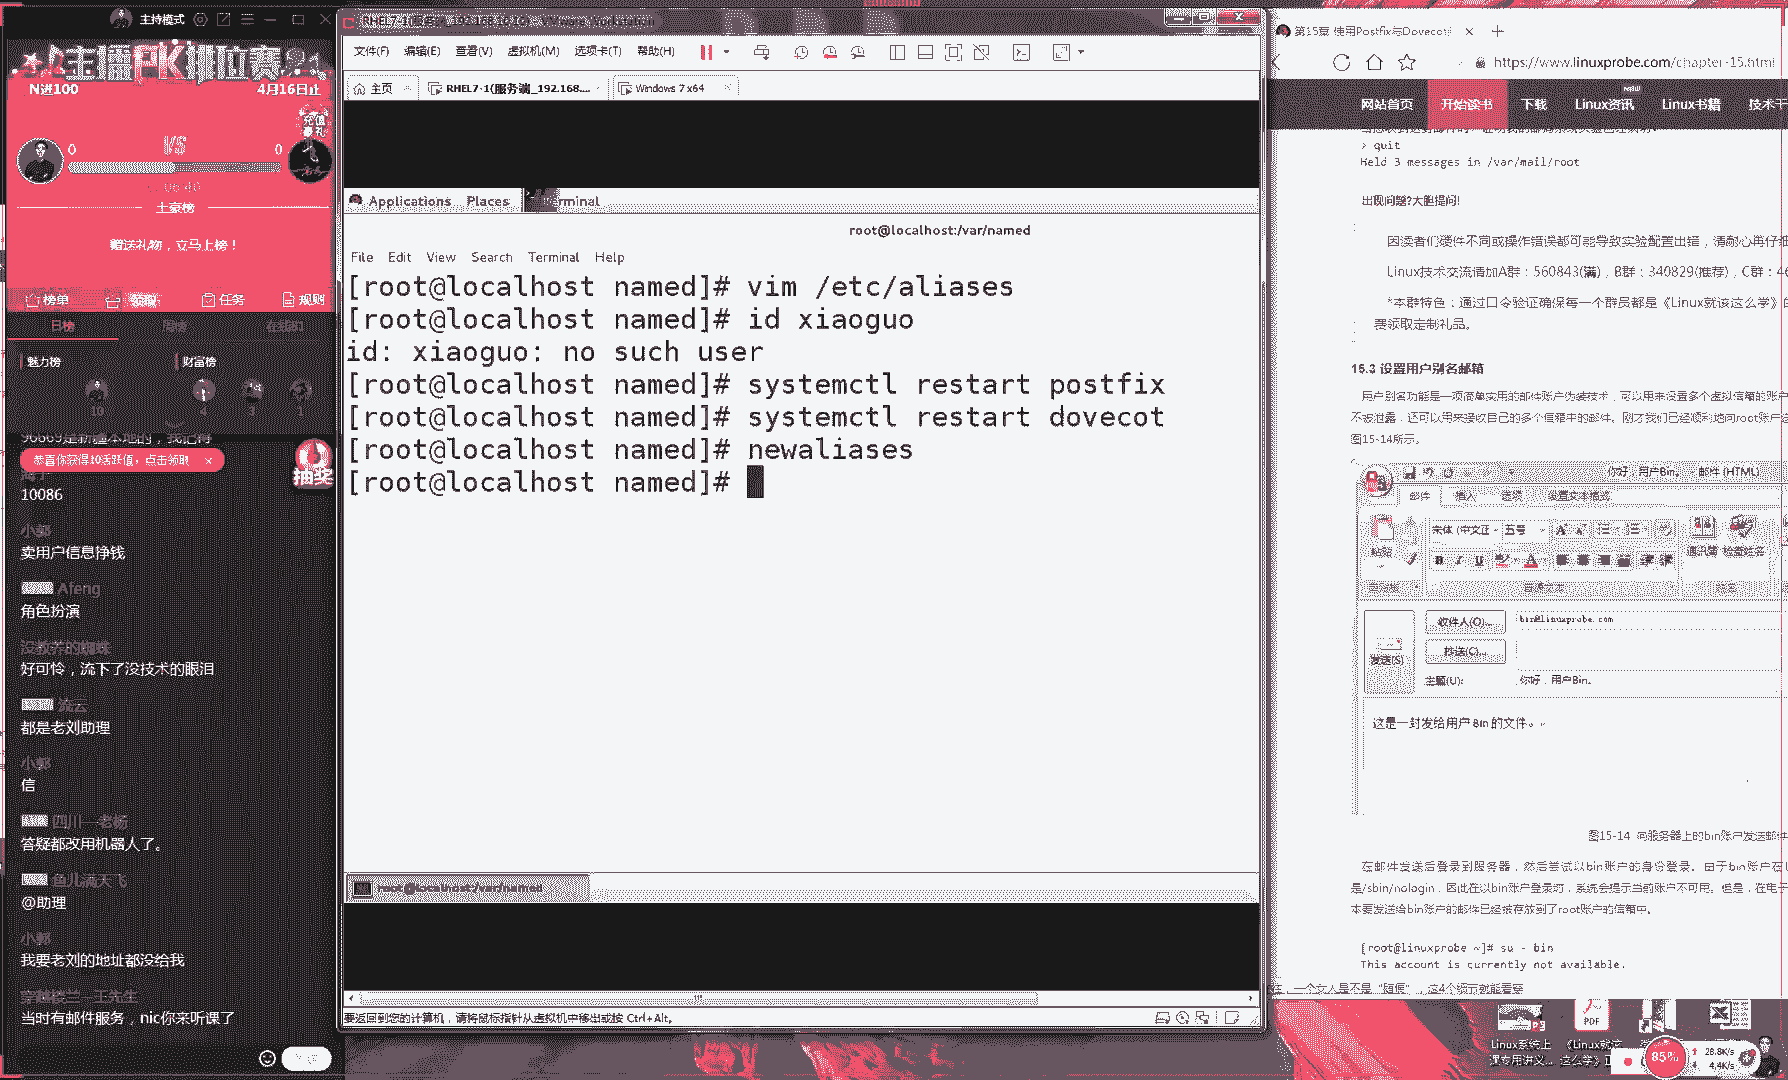 主持模式
主播PK排位赛
N进100
4月16日止
充值豪礼
VS
0
0
土豪榜
赠送礼物，立马上榜！
榜单
任务
规则
日榜
周榜
魅力榜
财富榜
10
4
3
1
恭喜你获得10活跃值，点击领取
抽奖
10086
小郭
卖用户信息挣钱
Afeng
角色扮演
没教养的蜘蛛
好可怜，流下了没技术的眼泪
流云
都是老刘助理
小郭
信
四川—老杨
答疑都改用机器人了。
鱼儿满天飞
@助理
小郭
我要老刘的地址都没给我
当时有邮件服务，nic你来听课了
文件(F) 编辑(E) 查看(V) 虚拟机(M) 选项卡(T) 帮助(H)
主页
RHEL7-1(服务端_192.168....
Windows 7 x64
Applications Places
root@localhost:/var/named
File Edit View Search Terminal Help
[root@localhost named]# vim /etc/aliases
[root@localhost named]# id xiaoguo
id: xiaoguo: no such user
[root@localhost named]# systemctl restart postfix
[root@localhost named]# systemctl restart dovecot
[root@localhost named]# newaliases
[root@localhost named]#
root@localhost:/var/named
要返回到您的计算机，请将鼠标指针从虚拟机中移出或按 Ctrl+Alt。
第15章 使用Postfix与Dovecot
https://www.linuxprobe.com/chapter-15.html
网站首页 开始读书 下载 Linux资讯 Linux书籍
> quit
Held 3 messages in /var/mail/root
出现问题?大胆提问!
因读者们硬件不同或操作错误都可能导致实验配置出错，请耐心再仔
Linux技术交流请加A群：560843(满)，B群：340829(推荐)，C群：
*本群特色：通过口令验证确保每一个群员都是《Linux就该这么学》的
费领取定制礼品。
15.3 设置用户别名邮箱
用户别名功能是一项简单实用的邮件账户伪装技术，可以用来设置多个虚拟信箱的账户
不被泄露，还可以用来接收自己的多个信箱中的邮件。刚才我们已经顺利地向root账户
图15-14所示。
你好，用户Bin。 - 邮件 (HTML)
邮件 插入 选项 设置文本格式
宋体 (中文正 五号
粘贴
通讯簿 检查姓名
收件人(O)...
bin@linuxprobe.com
抄送(C)...
发送(S)
主题(U):
你好，用户Bin。
这是一封发给用户 Bin 的文件。
图15-14 向服务器上的bin账户发送邮件
在邮件发送后登录到服务器，然后尝试以bin账户的身份登录。由于bin账户在
是/sbin/nologin，因此在以bin账户登录时，系统会提示当前账户不可用。但是，在电子
本要发送给bin账户的邮件已经被存放到了root账户的信箱中。
[root@linuxprobe ~]# su - bin
This account is currently not available.
一个女人是不是“随便”，这4个细节就能看穿
PDF
Linux系统上
课专用讲义...
《Linux就该
这么学》
85%
28.8K/s
4.4K/s